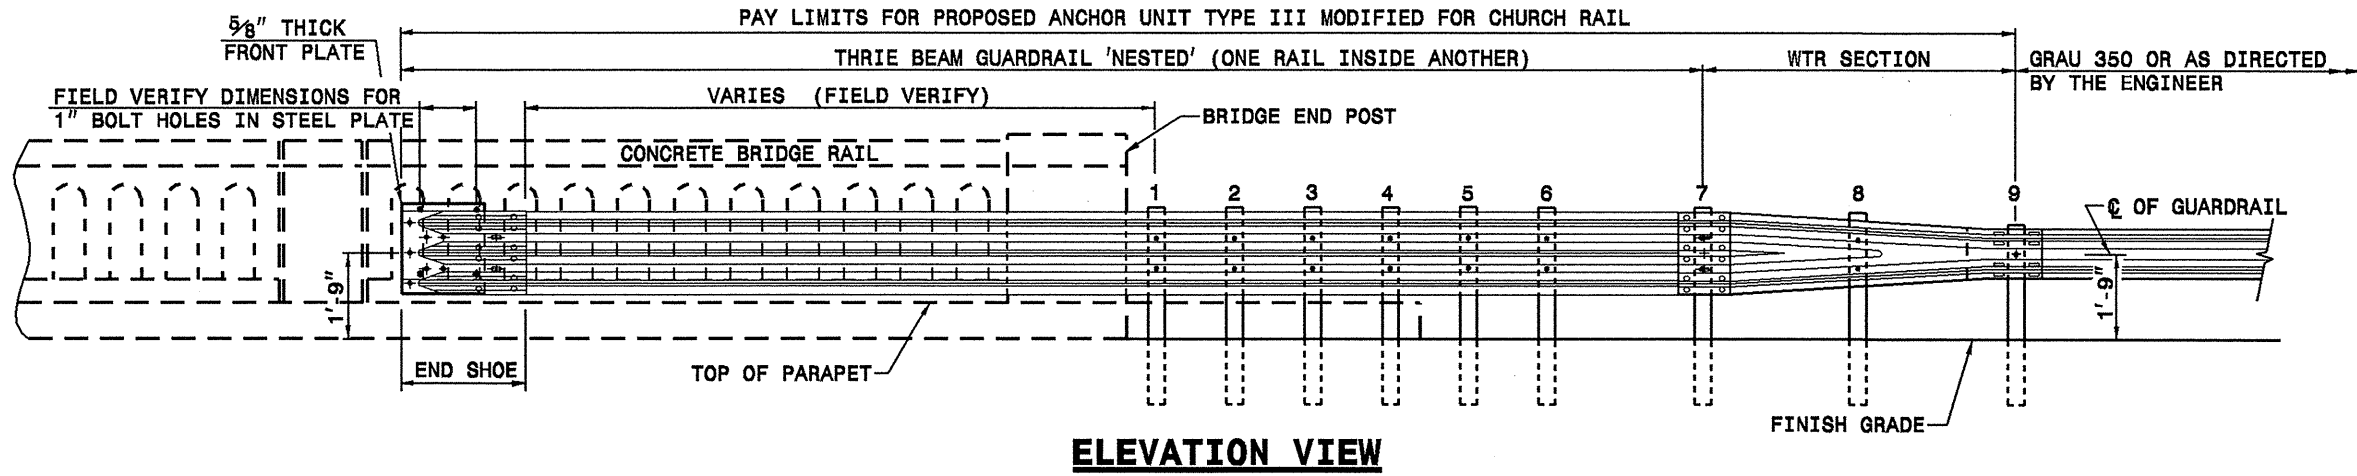 PAY LIMITS FOR PROPOSED ANCHOR UNIT TYPE III MODIFIED FOR CHURCH RAIL
5/8" THICK
FRONT PLATE
THRIE BEAM GUARDRAIL 'NESTED' (ONE RAIL INSIDE ANOTHER)
WTR SECTION
GRAU 350 OR AS DIRECTED
BY THE ENGINEER
FIELD VERIFY DIMENSIONS FOR
1" BOLT HOLES IN STEEL PLATE
VARIES (FIELD VERIFY)
BRIDGE END POST
CONCRETE BRIDGE RAIL
1 2 3 4 5 6 7 8 9
℄ OF GUARDRAIL
1'-9"
1'-9"
END SHOE
TOP OF PARAPET
FINISH GRADE
ELEVATION VIEW